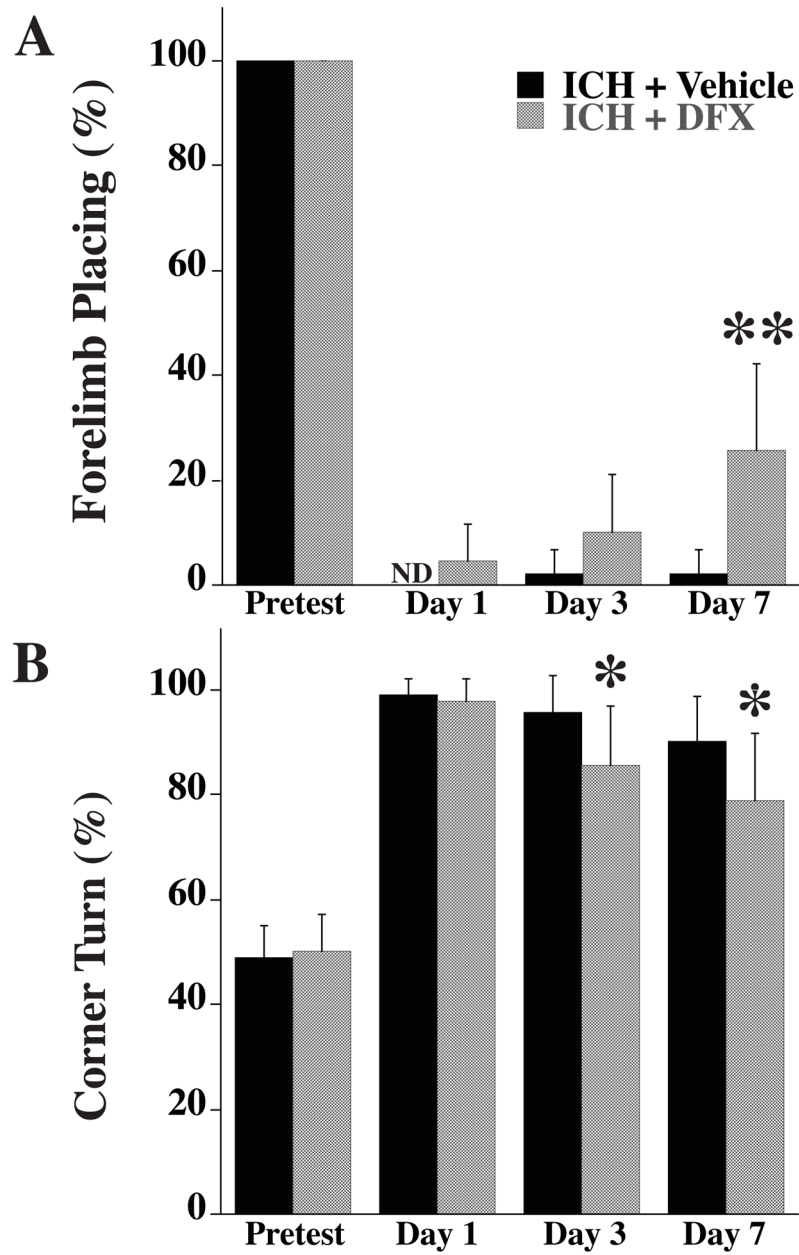 A
Forelimb Placing (%)
100
80
60
40
20
0
ICH + Vehicle
ICH + DFX
**
ND
Pretest Day 1 Day 3 Day 7
B
Corner Turn (%)
100
80
60
40
20
0
*
*
Pretest Day 1 Day 3 Day 7